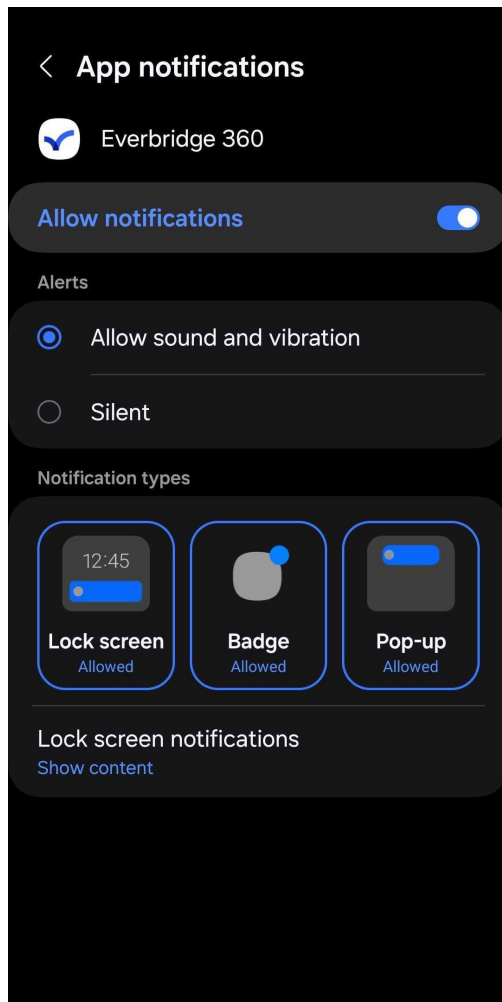 App notifications
Everbridge 360
Allow notifications
Alerts
Allow sound and vibration
Silent
Notification types
12:45
Lock screen
Allowed
Badge
Allowed
Pop-up
Allowed
Lock screen notifications
Show content